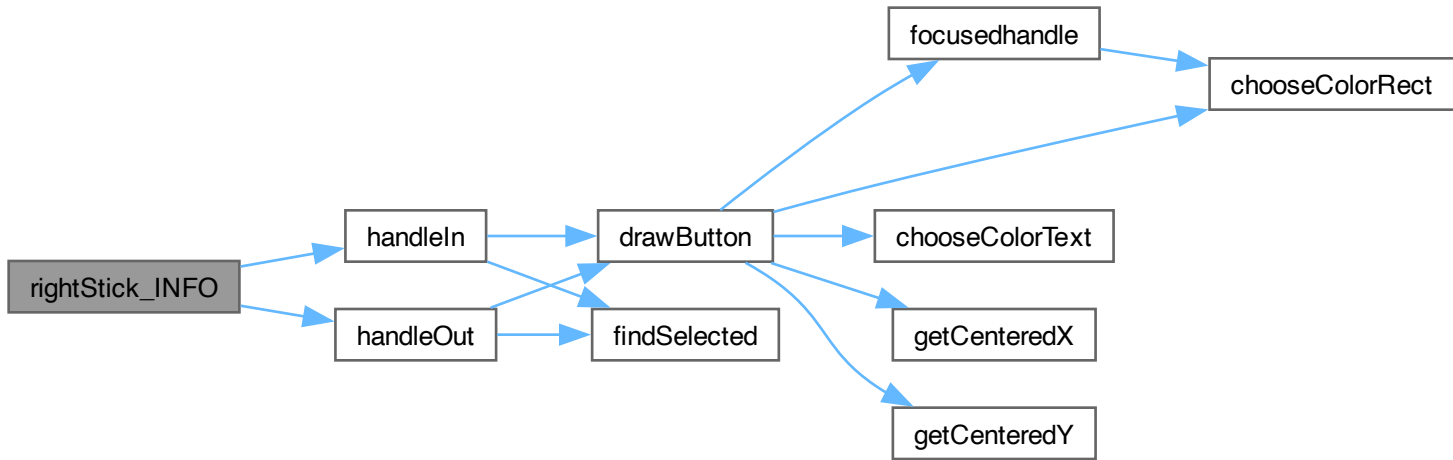 focusedhandle
chooseColorRect
handleIn
drawButton
chooseColorText
rightStick_INFO
handleOut
findSelected
getCenteredX
getCenteredY